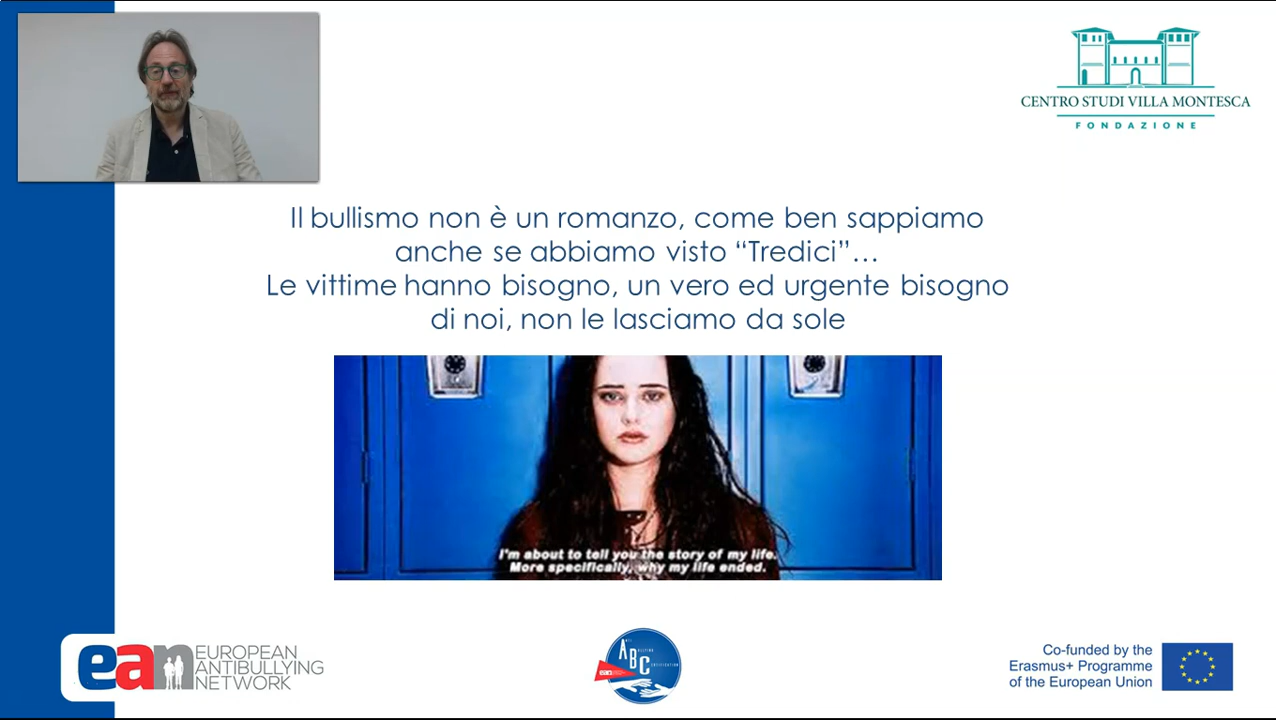 CENTRO STUDI VILLA MONTESCA
FONDAZIONE
Il bullismo non è un romanzo, come ben sappiamo
anche se abbiamo visto “Tredici”…
Le vittime hanno bisogno, un vero ed urgente bisogno
di noi, non le lasciamo da sole
I'm about to tell you the story of my life.
More specifically, why my life ended.
ean
EUROPEAN
ANTIBULLYING
NETWORK
ABC
Co-funded by the
Erasmus+ Programme
of the European Union